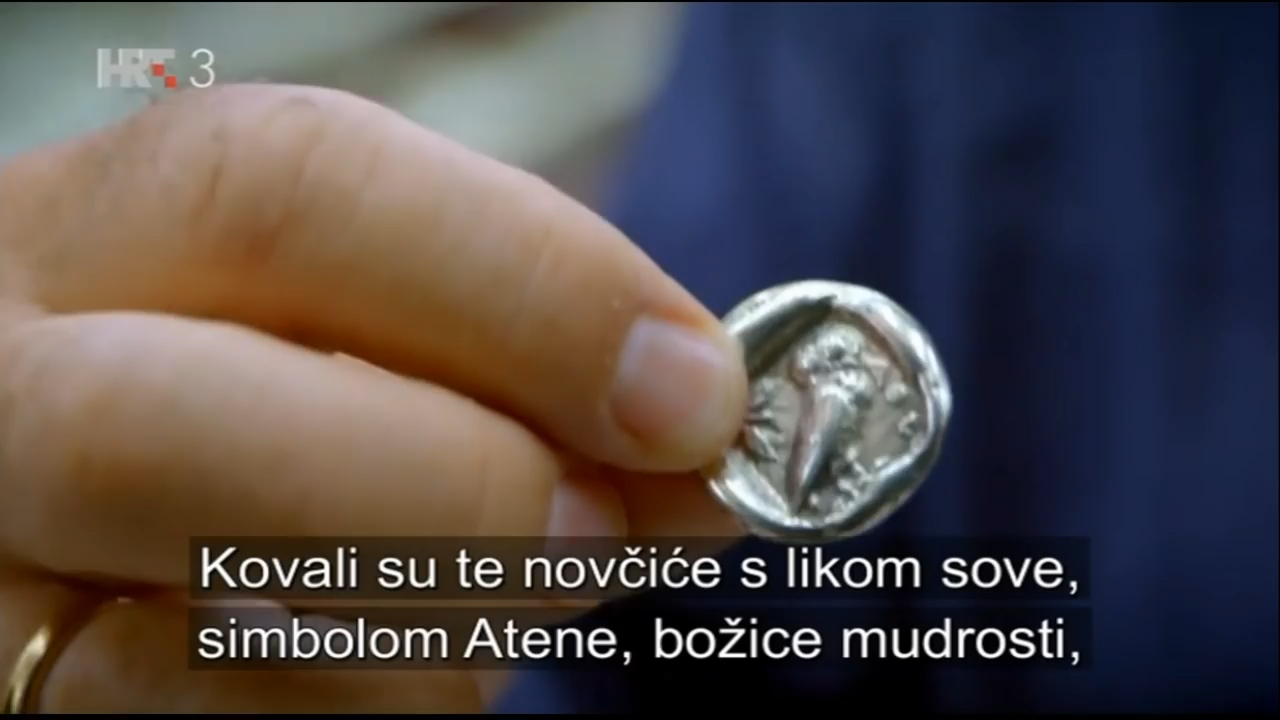 HRT 3
Kovali su te novčiće s likom sove,
simbolom Atene, božice mudrosti,